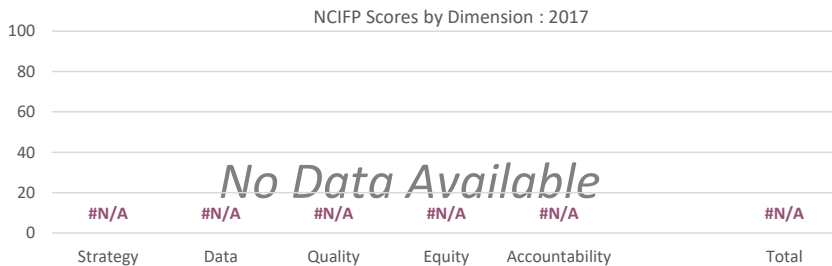 NCIFP Scores by Dimension : 2017
100
80
60
40
No Data Available
20
#N/A #N/A #N/A #N/A #N/A #N/A
0
Strategy Data Quality Equity Accountability Total